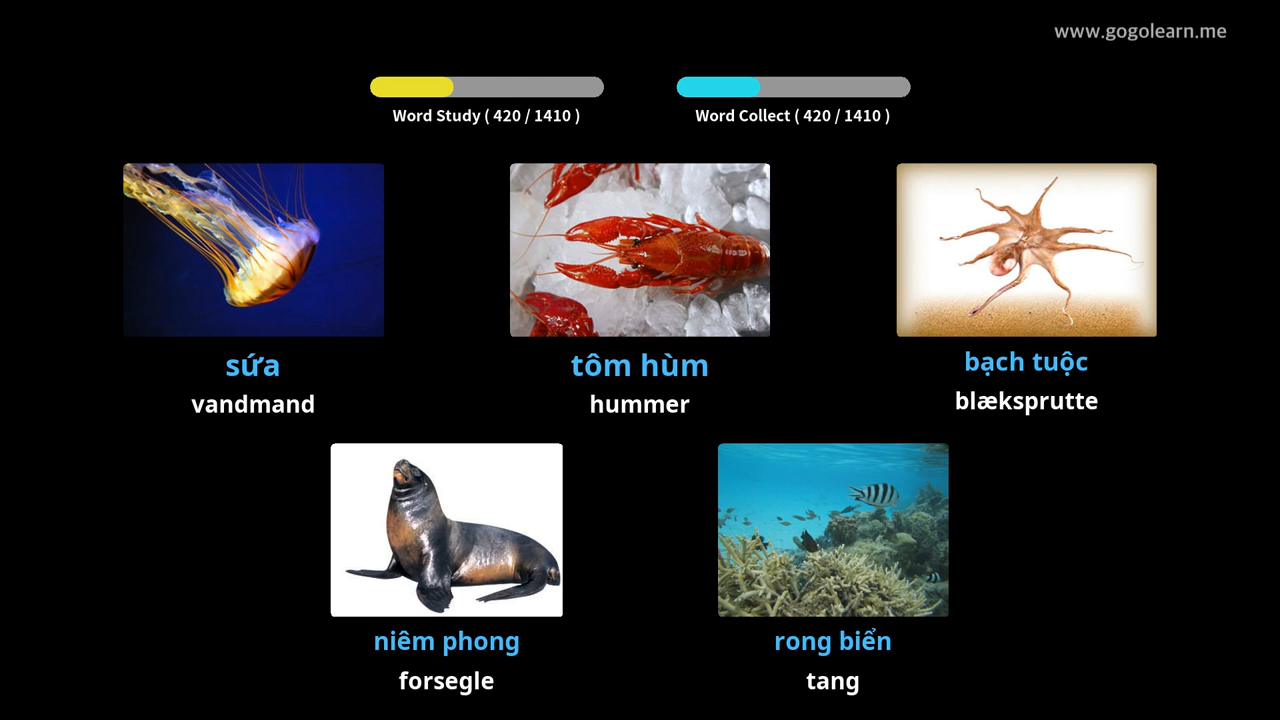 www.gogolearn.me
Word Study ( 420 / 1410 )
Word Collect ( 420 / 1410 )
sứa
vandmand
tôm hùm
hummer
bạch tuộc
blæksprutte
niêm phong
forsegle
rong biển
tang